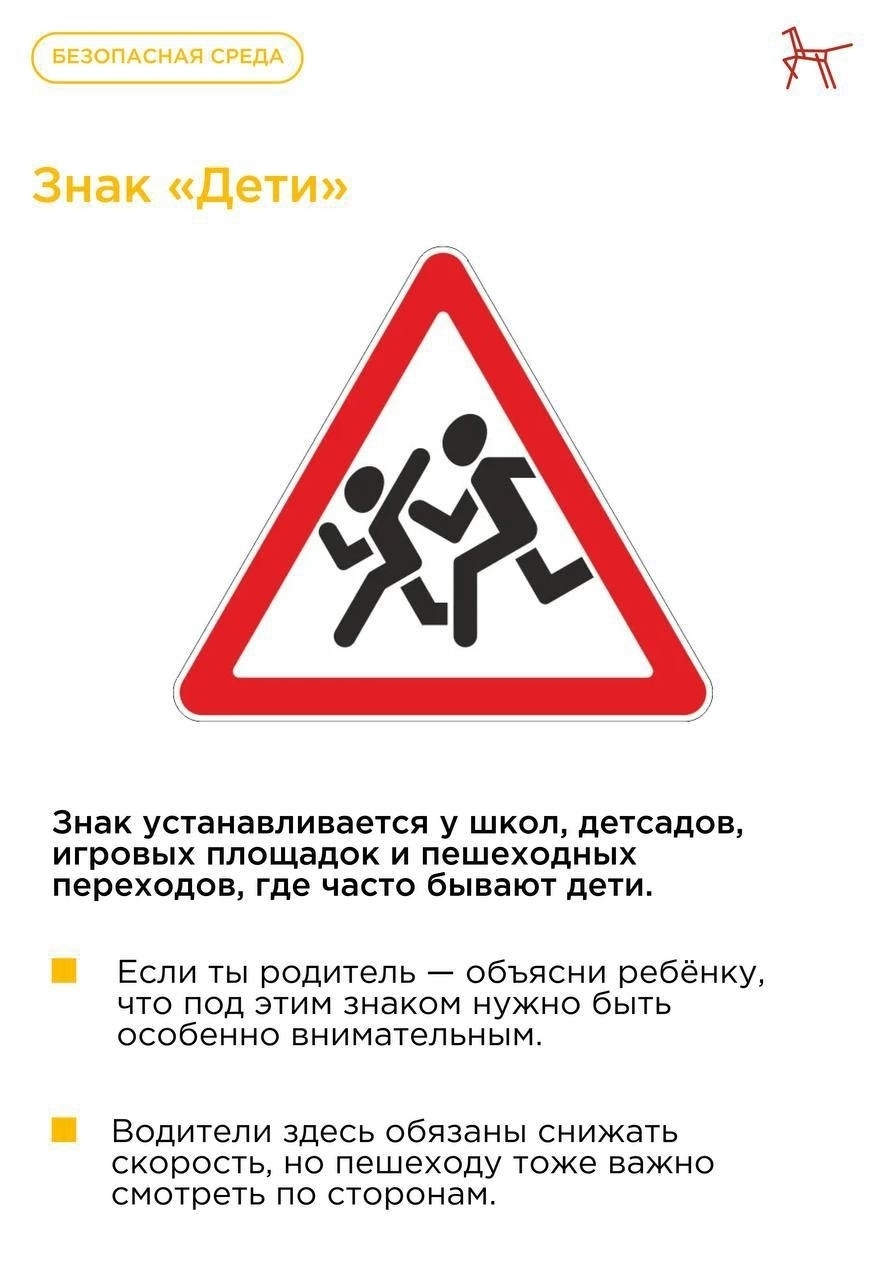 БЕЗОПАСНАЯ СРЕДА
Знак «Дети»
Знак устанавливается у школ, детсадов,
игровых площадок и пешеходных
переходов, где часто бывают дети.
Если ты родитель — объясни ребёнку,
что под этим знаком нужно быть
особенно внимательным.
Водители здесь обязаны снижать
скорость, но пешеходу тоже важно
смотреть по сторонам.